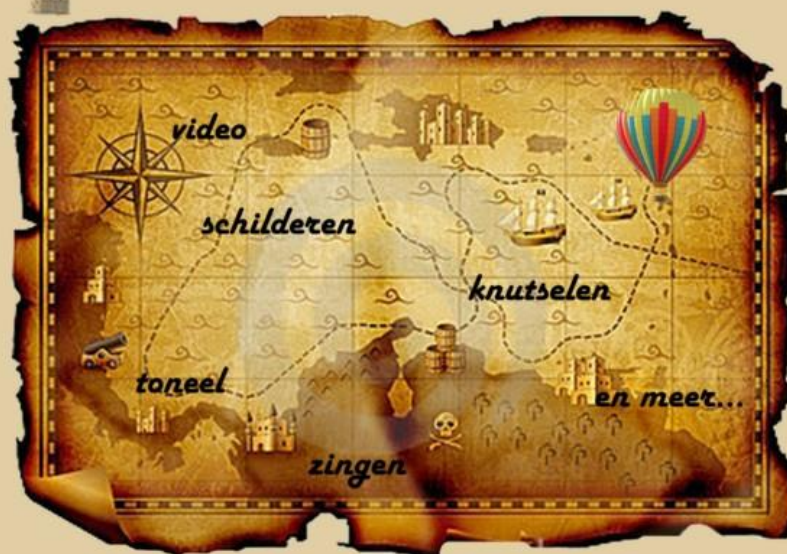 video
schilderen
knutselen
toneel
en meer...
zingen